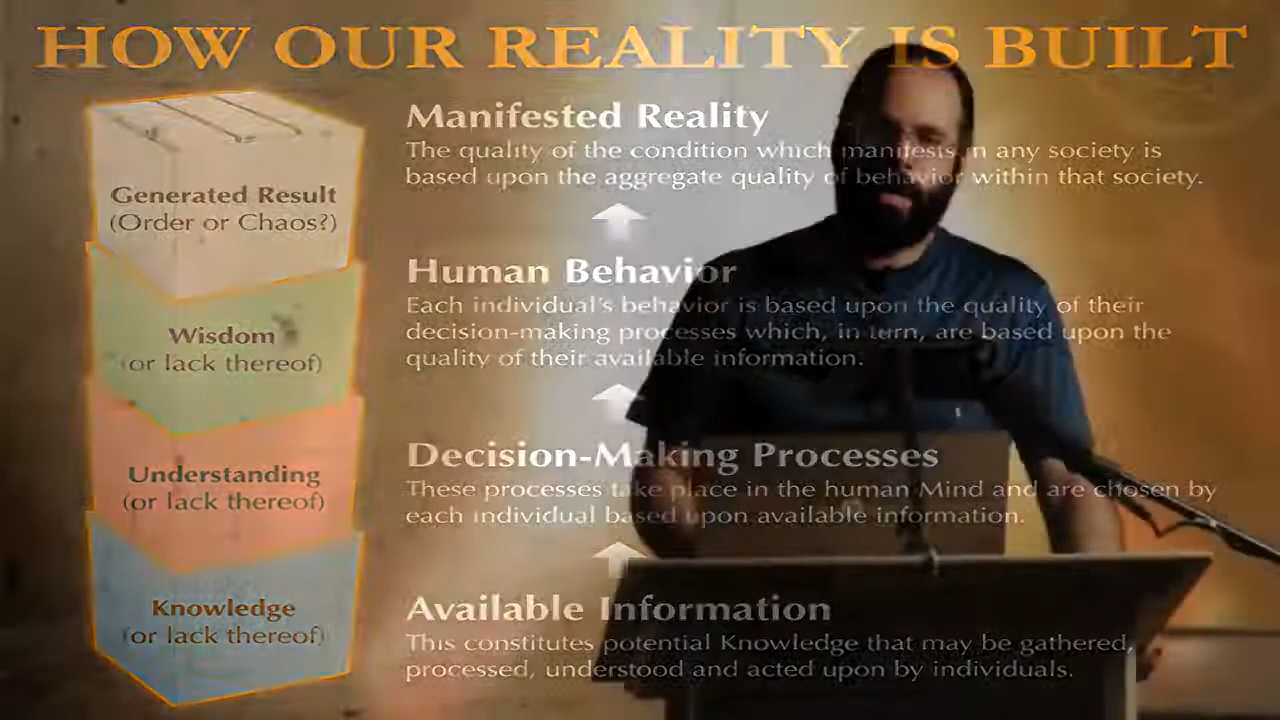 HOW OUR REALITY IS BUILT
Generated Result
(Order or Chaos?)
Wisdom
(or lack thereof)
Understanding
(or lack thereof)
Knowledge
(or lack thereof)
Manifested Reality
The quality of the condition which manifests in any society is
based upon the aggregate quality of behavior within that society.
Human Behavior
Each individual's behavior is based upon the quality of their
decision-making processes which, in turn, are based upon the
quality of their available information.
Decision-Making Processes
These processes take place in the human Mind and are chosen by
each individual based upon available information.
Available Information
This constitutes potential Knowledge that may be gathered,
processed, understood and acted upon by individuals.